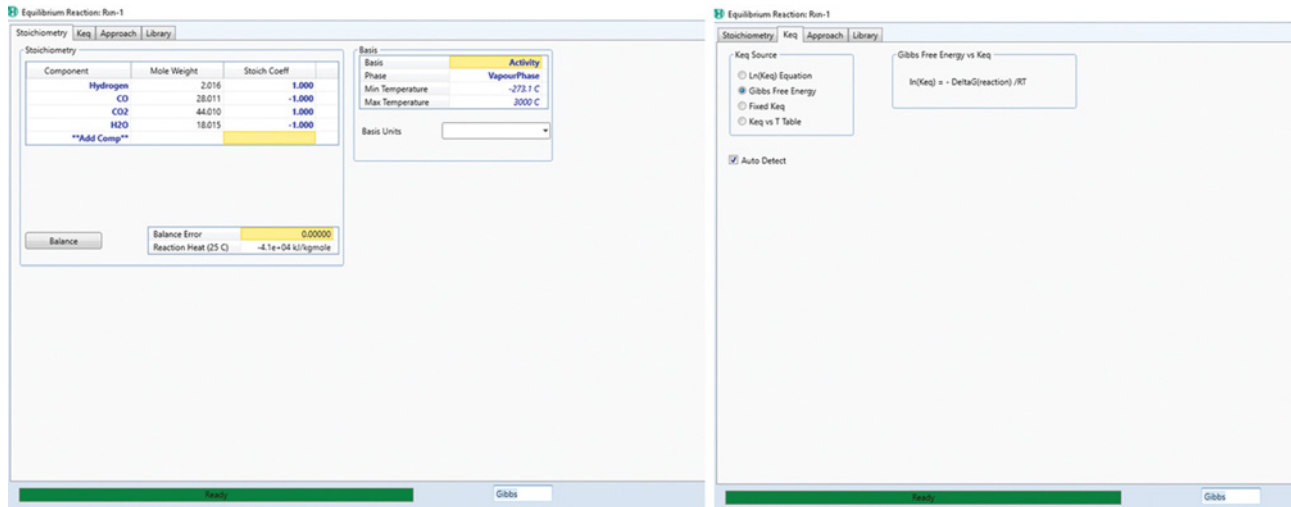 Equilibrium Reaction: Rxn-1
Stoichiometry Keq Approach Library
Stoichiometry
Component Mole Weight Stoich Coeff
Hydrogen 2.016 1.000
CO 28.011 -1.000
CO2 44.010 1.000
H2O 18.015 -1.000
**Add Comp**
Balance
Balance Error 0.00000
Reaction Heat (25 C) -4.1e+04 kJ/kgmole
Basis
Basis Activity
Phase VapourPhase
Min Temperature -273.1 C
Max Temperature 3000 C
Basis Units
Ready Gibbs
Equilibrium Reaction: Rxn-1
Stoichiometry Keq Approach Library
Keq Source
Ln(Keq) Equation
Gibbs Free Energy
Fixed Keq
Keq vs T Table
Auto Detect
Gibbs Free Energy vs Keq
ln(Keq) = - DeltaG(reaction) /RT
Ready Gibbs